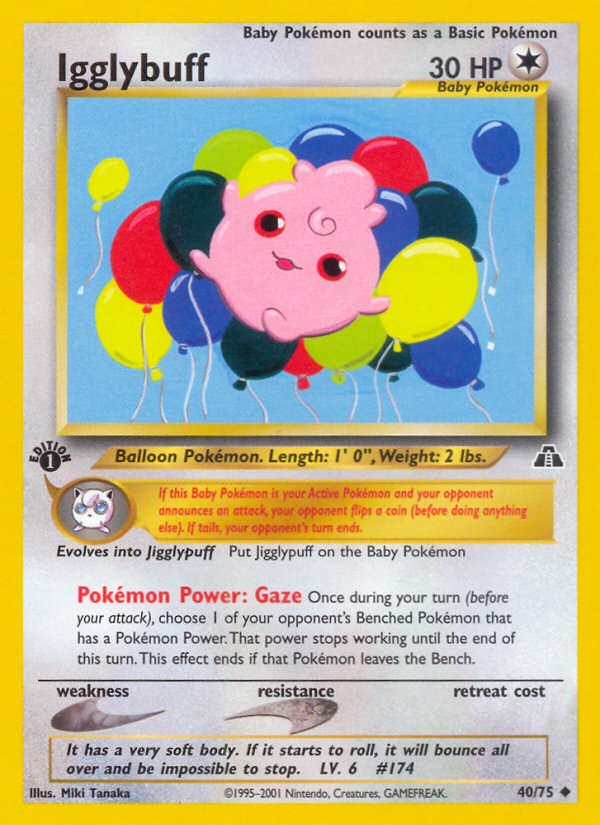 Baby Pokémon counts as a Basic Pokémon
Igglybuff
30 HP
Baby Pokémon
EDITION
1
Balloon Pokémon. Length: 1' 0", Weight: 2 lbs.
If this Baby Pokémon is your Active Pokémon and your opponent
announces an attack, your opponent flips a coin (before doing anything
else). If tails, your opponent's turn ends.
Evolves into Jigglypuff Put Jigglypuff on the Baby Pokémon
Pokémon Power: Gaze Once during your turn (before
your attack), choose 1 of your opponent's Benched Pokémon that
has a Pokémon Power. That power stops working until the end of
this turn. This effect ends if that Pokémon leaves the Bench.
weakness resistance retreat cost
It has a very soft body. If it starts to roll, it will bounce all
over and be impossible to stop. LV. 6 #174
Illus. Miki Tanaka ©1995-2001 Nintendo, Creatures, GAMEFREAK. 40/75